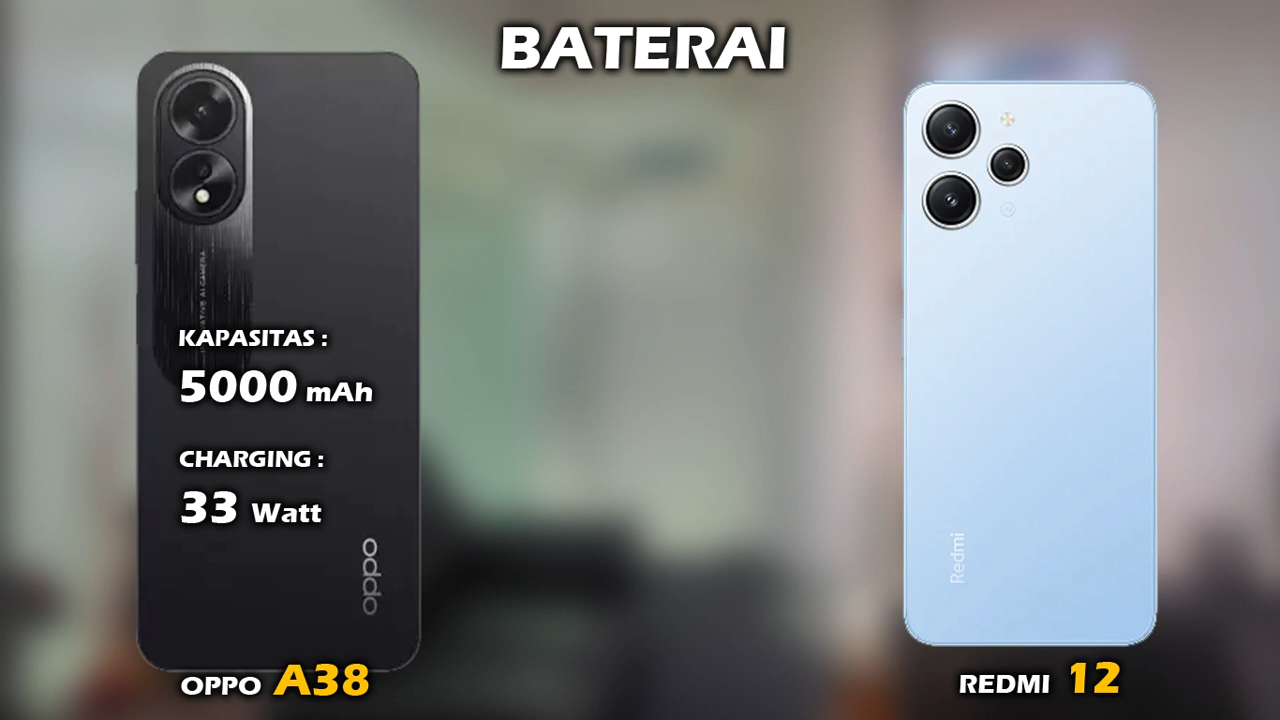 BATERAI
KAPASITAS :
5000 mAh
CHARGING :
33 Watt
oppo
OPPO A38
Redmi
REDMI 12